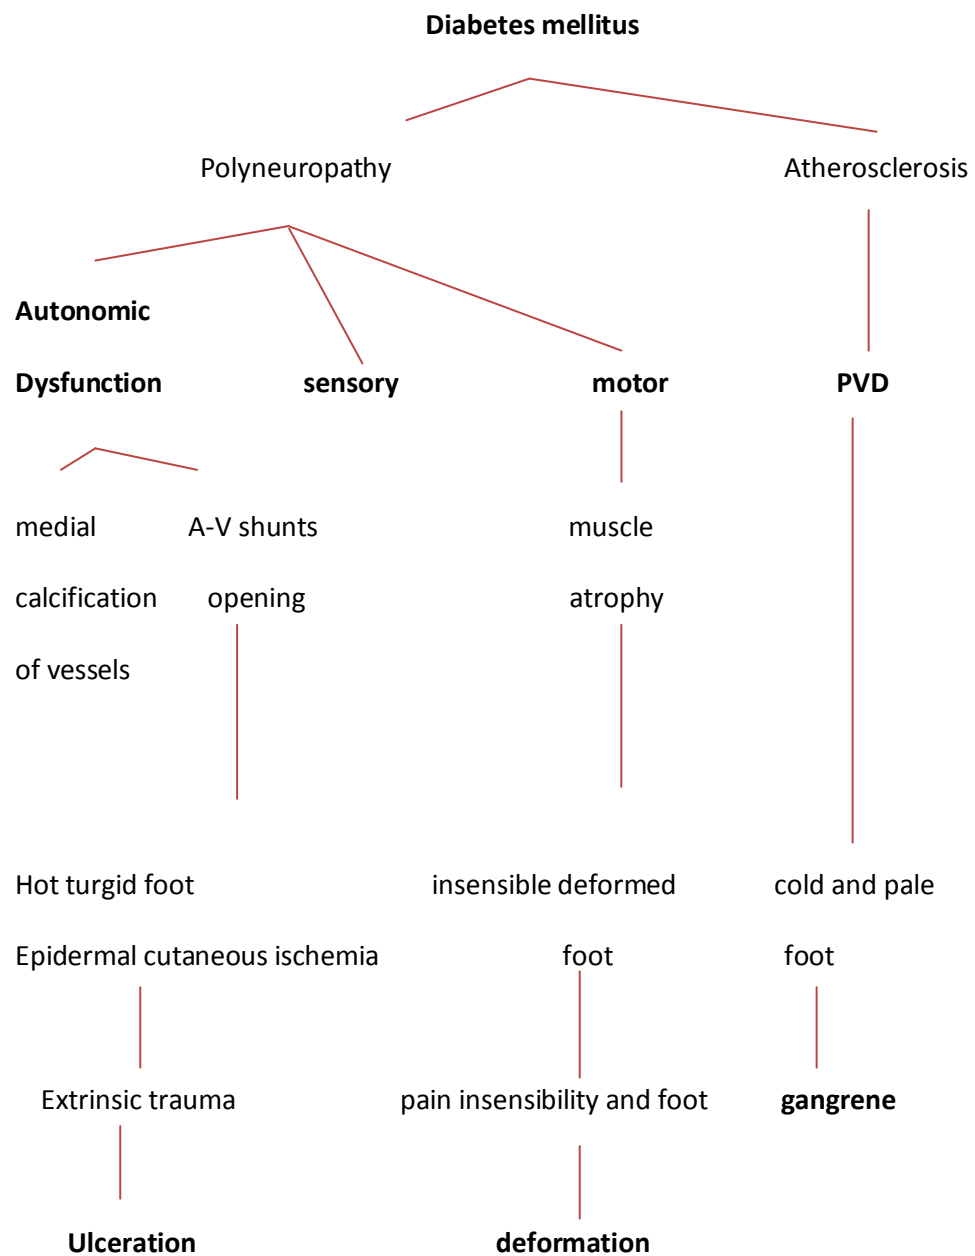 Diabetes mellitus
Polyneuropathy Atherosclerosis
Autonomic
Dysfunction sensory motor PVD
medial A-V shunts muscle
calcification opening atrophy
of vessels
Hot turgid foot insensible deformed cold and pale
Epidermal cutaneous ischemia foot foot
Extrinsic trauma pain insensibility and foot gangrene
Ulceration deformation